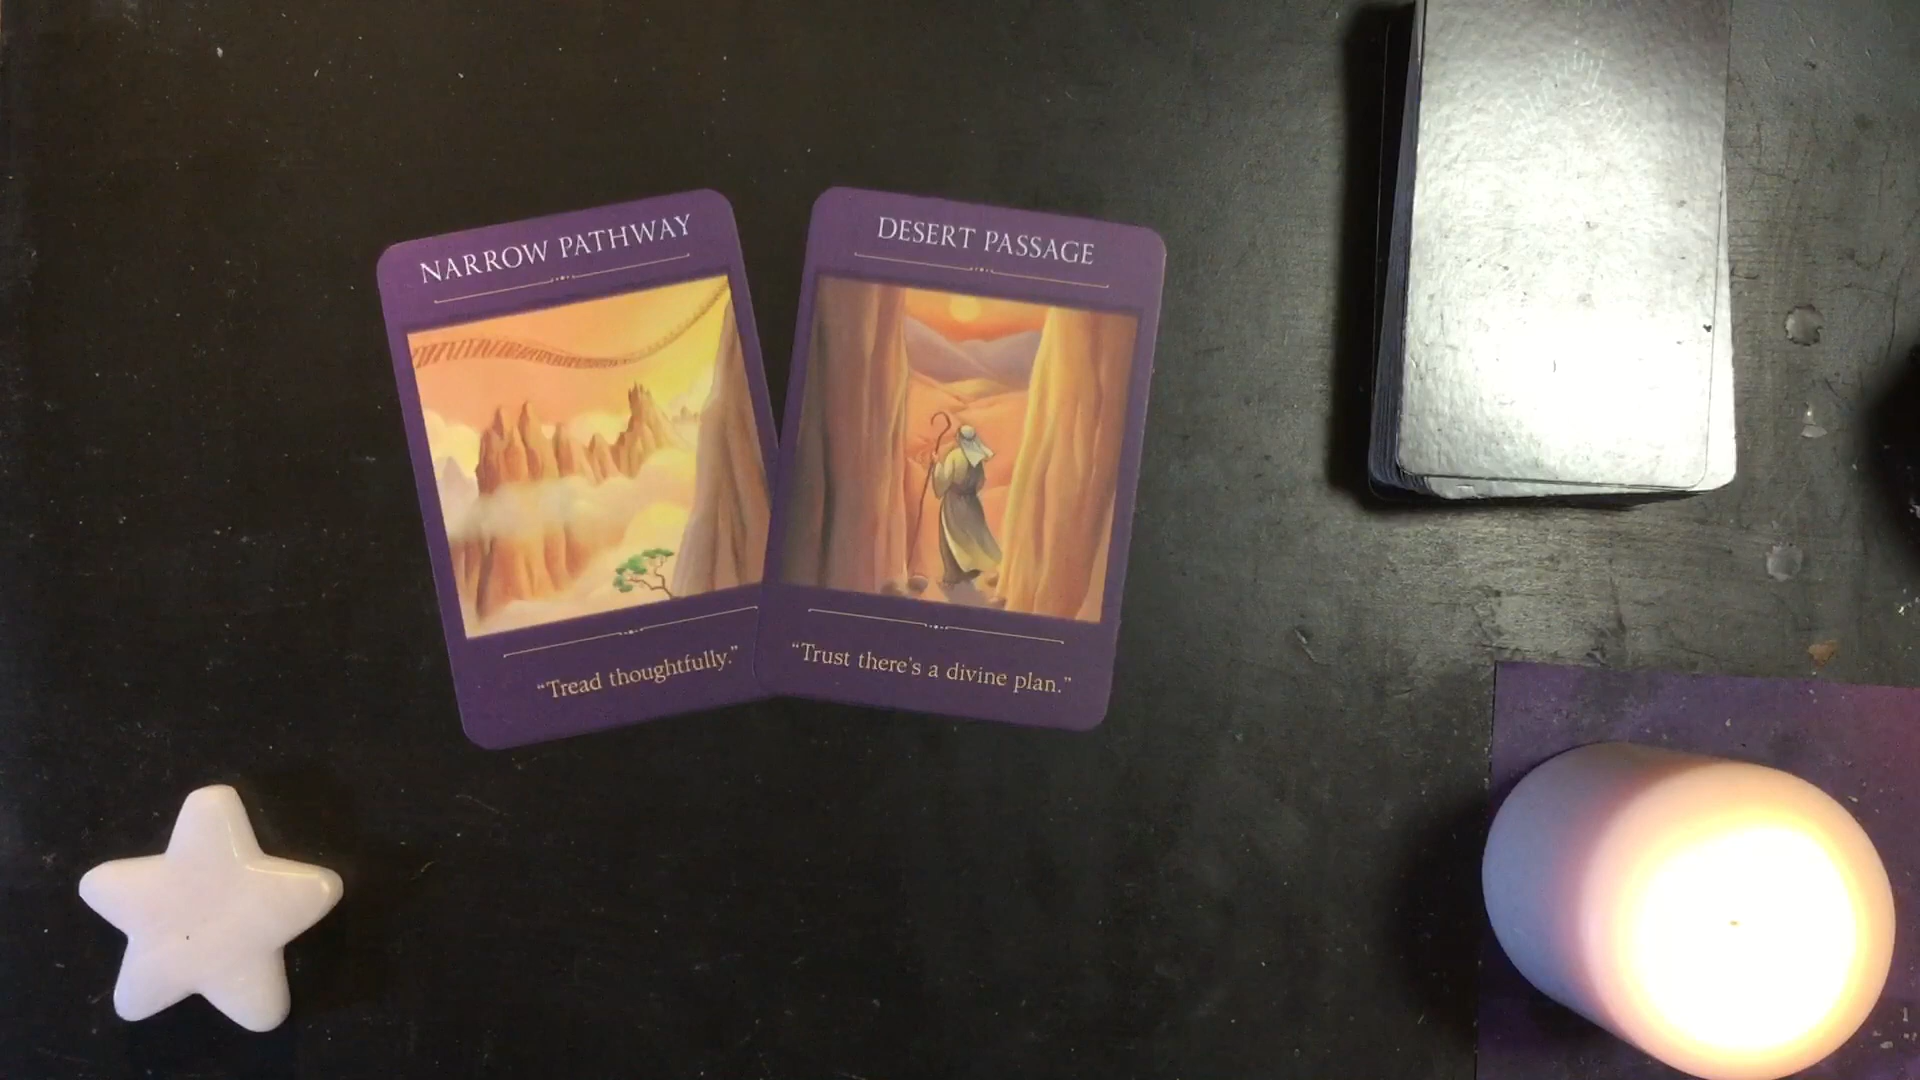 NARROW PATHWAY
“Tread thoughtfully.”
DESERT PASSAGE
“Trust there's a divine plan.”